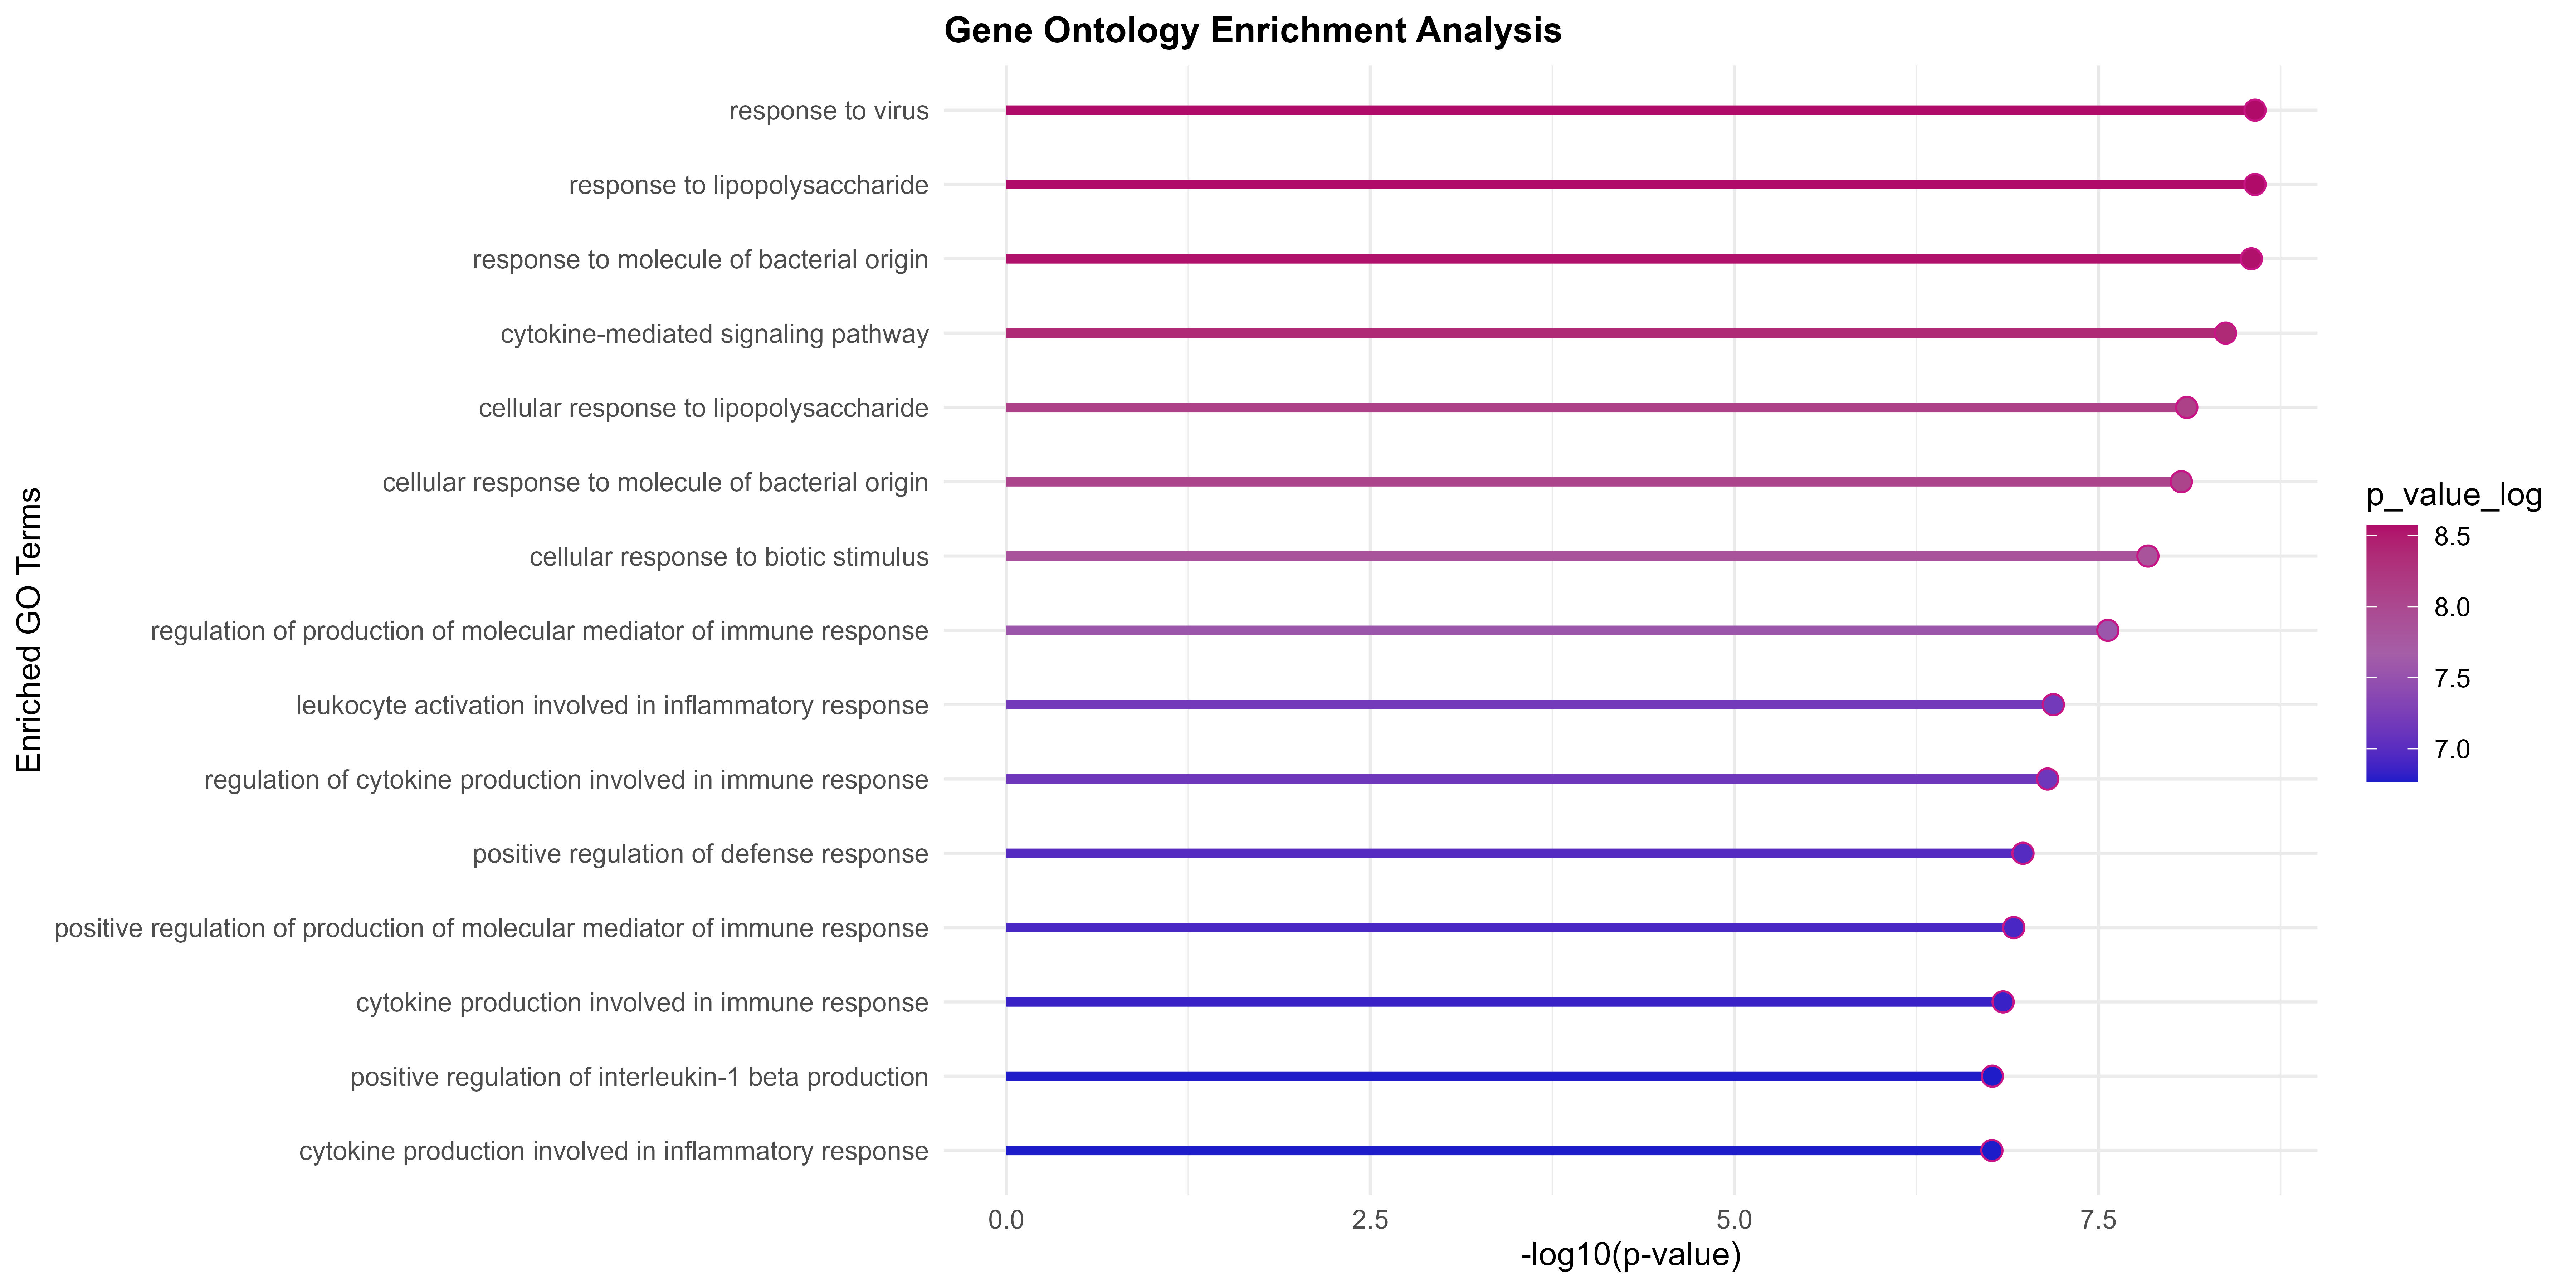 Gene Ontology Enrichment Analysis
Enriched GO Terms
response to virus
response to lipopolysaccharide
response to molecule of bacterial origin
cytokine-mediated signaling pathway
cellular response to lipopolysaccharide
cellular response to molecule of bacterial origin
cellular response to biotic stimulus
regulation of production of molecular mediator of immune response
leukocyte activation involved in inflammatory response
regulation of cytokine production involved in immune response
positive regulation of defense response
positive regulation of production of molecular mediator of immune response
cytokine production involved in immune response
positive regulation of interleukin-1 beta production
cytokine production involved in inflammatory response
0.0 2.5 5.0 7.5
-log10(p-value)
p_value_log
8.5
8.0
7.5
7.0